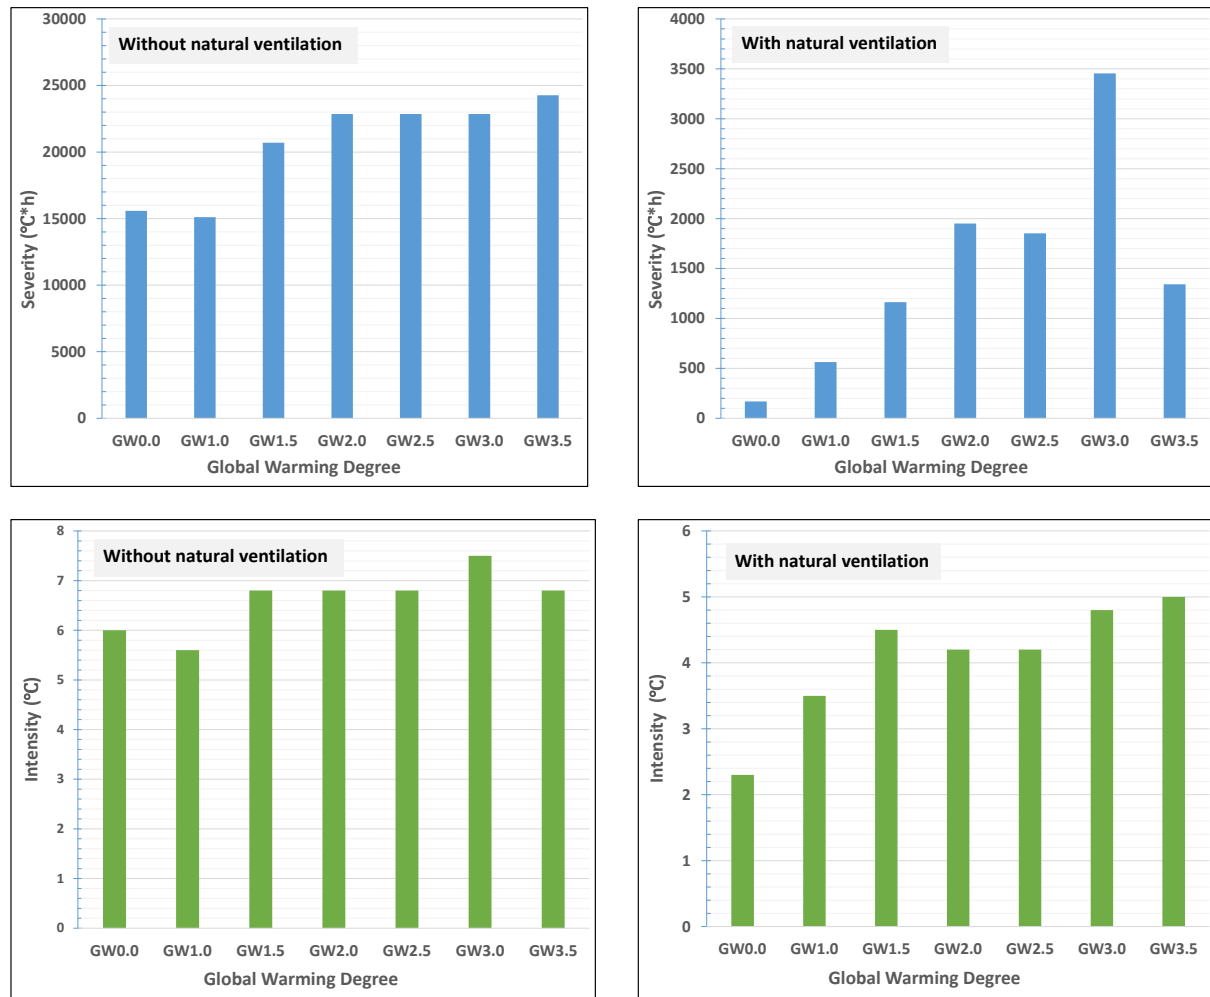 Without natural ventilation
Severity (℃*h)
30000
25000
20000
15000
10000
5000
0
GW0.0 GW1.0 GW1.5 GW2.0 GW2.5 GW3.0 GW3.5
Global Warming Degree
With natural ventilation
Severity (℃*h)
4000
3500
3000
2500
2000
1500
1000
500
0
GW0.0 GW1.0 GW1.5 GW2.0 GW2.5 GW3.0 GW3.5
Global Warming Degree
Without natural ventilation
Intensity (℃)
8
7
6
5
4
3
2
1
0
GW0.0 GW1.0 GW1.5 GW2.0 GW2.5 GW3.0 GW3.5
Global Warming Degree
With natural ventilation
Intensity (℃)
6
5
4
3
2
1
0
GW0.0 GW1.0 GW1.5 GW2.0 GW2.5 GW3.0 GW3.5
Global Warming Degree